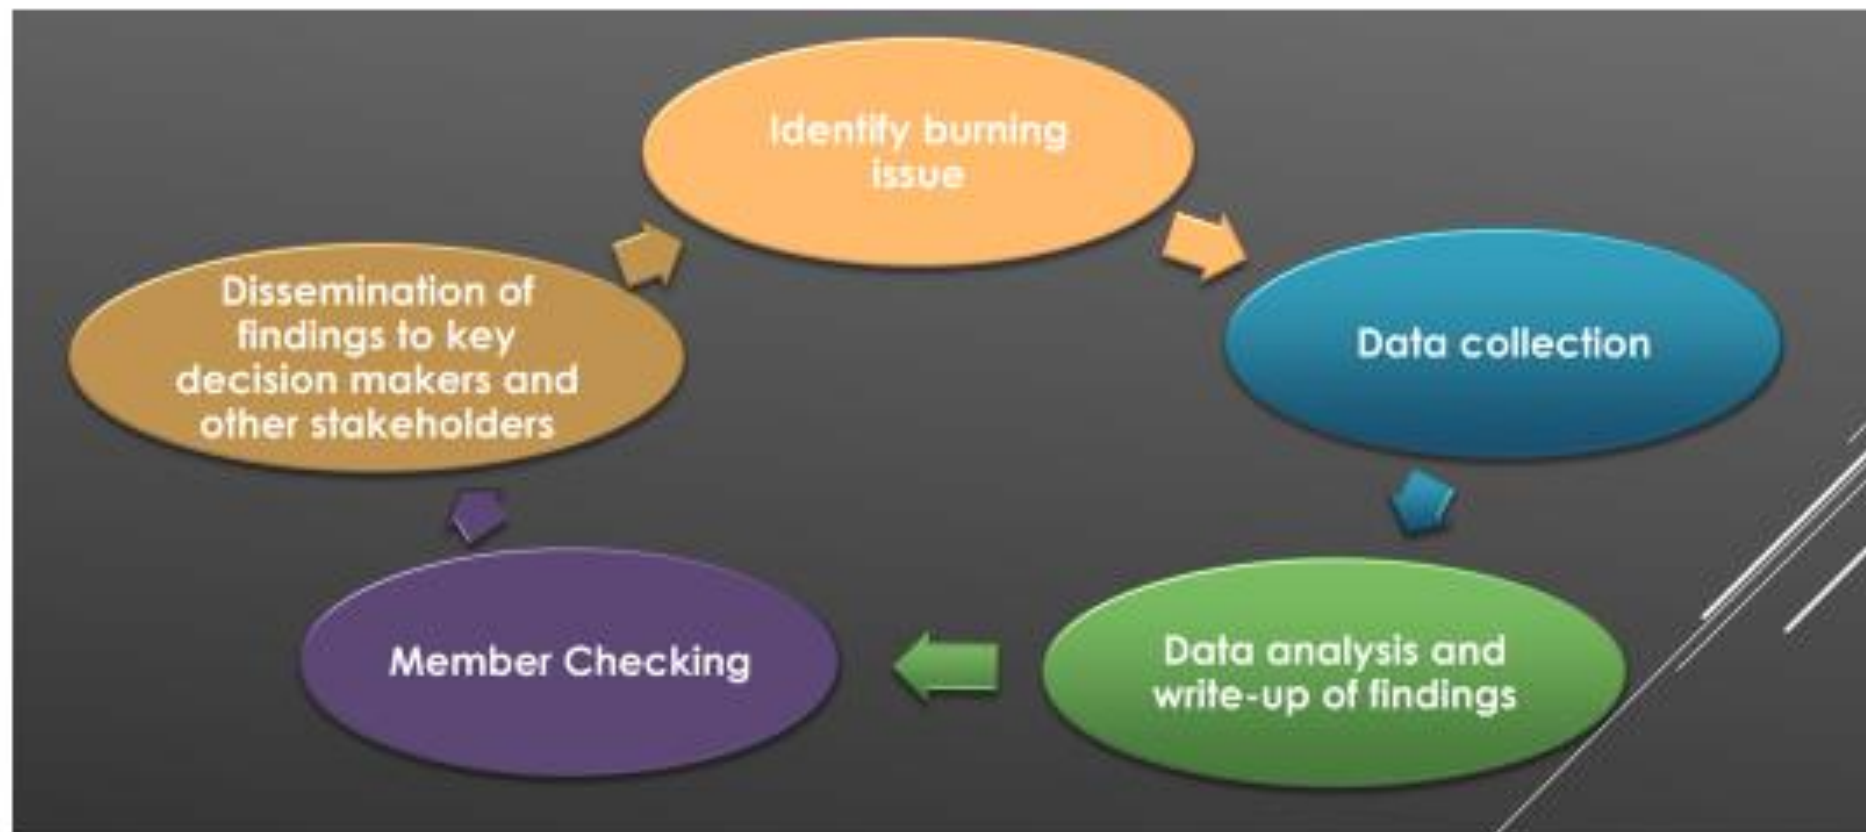 Identify burning
issue
Data collection
Data analysis and
write-up of findings
Member Checking
Dissemination of
findings to key
decision makers and
other stakeholders